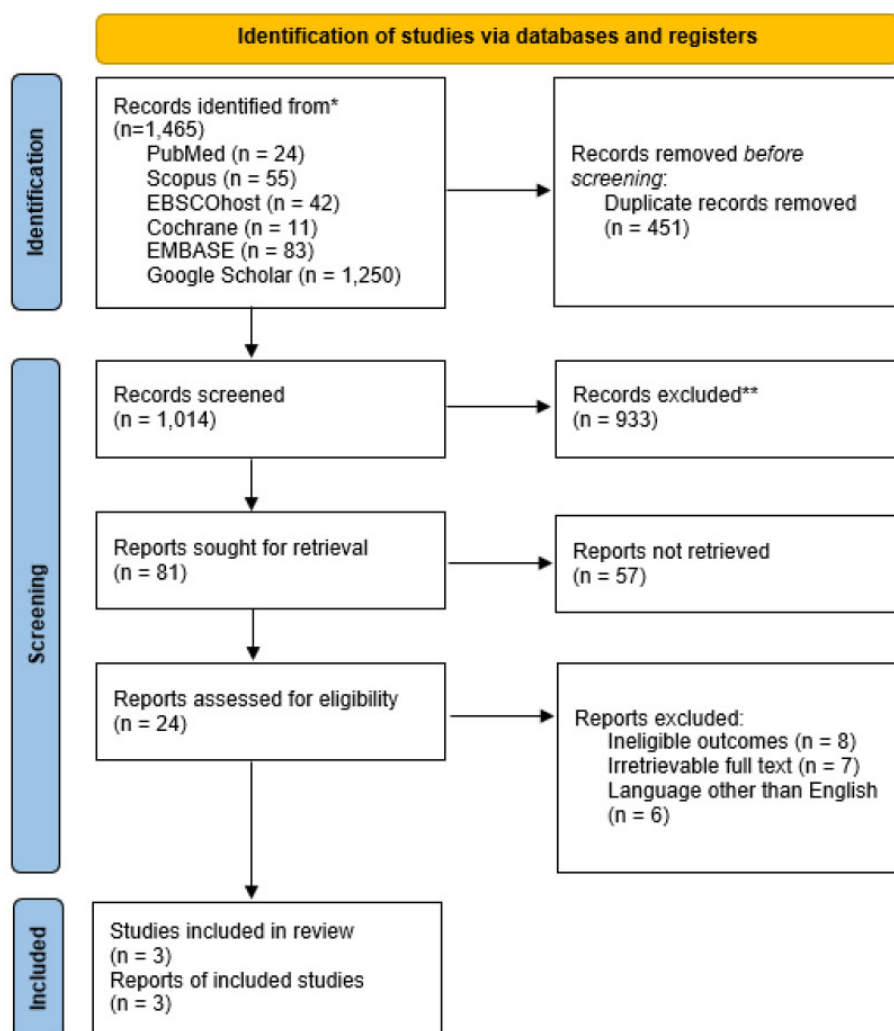 Identification of studies via databases and registers
Identification
Records identified from*
(n=1,465)
PubMed (n = 24)
Scopus (n = 55)
EBSCOhost (n = 42)
Cochrane (n = 11)
EMBASE (n = 83)
Google Scholar (n = 1,250)
Records removed before
screening:
Duplicate records removed
(n = 451)
Screening
Records screened
(n = 1,014)
Records excluded**
(n = 933)
Reports sought for retrieval
(n = 81)
Reports not retrieved
(n = 57)
Reports assessed for eligibility
(n = 24)
Reports excluded:
Ineligible outcomes (n = 8)
Irretrievable full text (n = 7)
Language other than English
(n = 6)
Included
Studies included in review
(n = 3)
Reports of included studies
(n = 3)